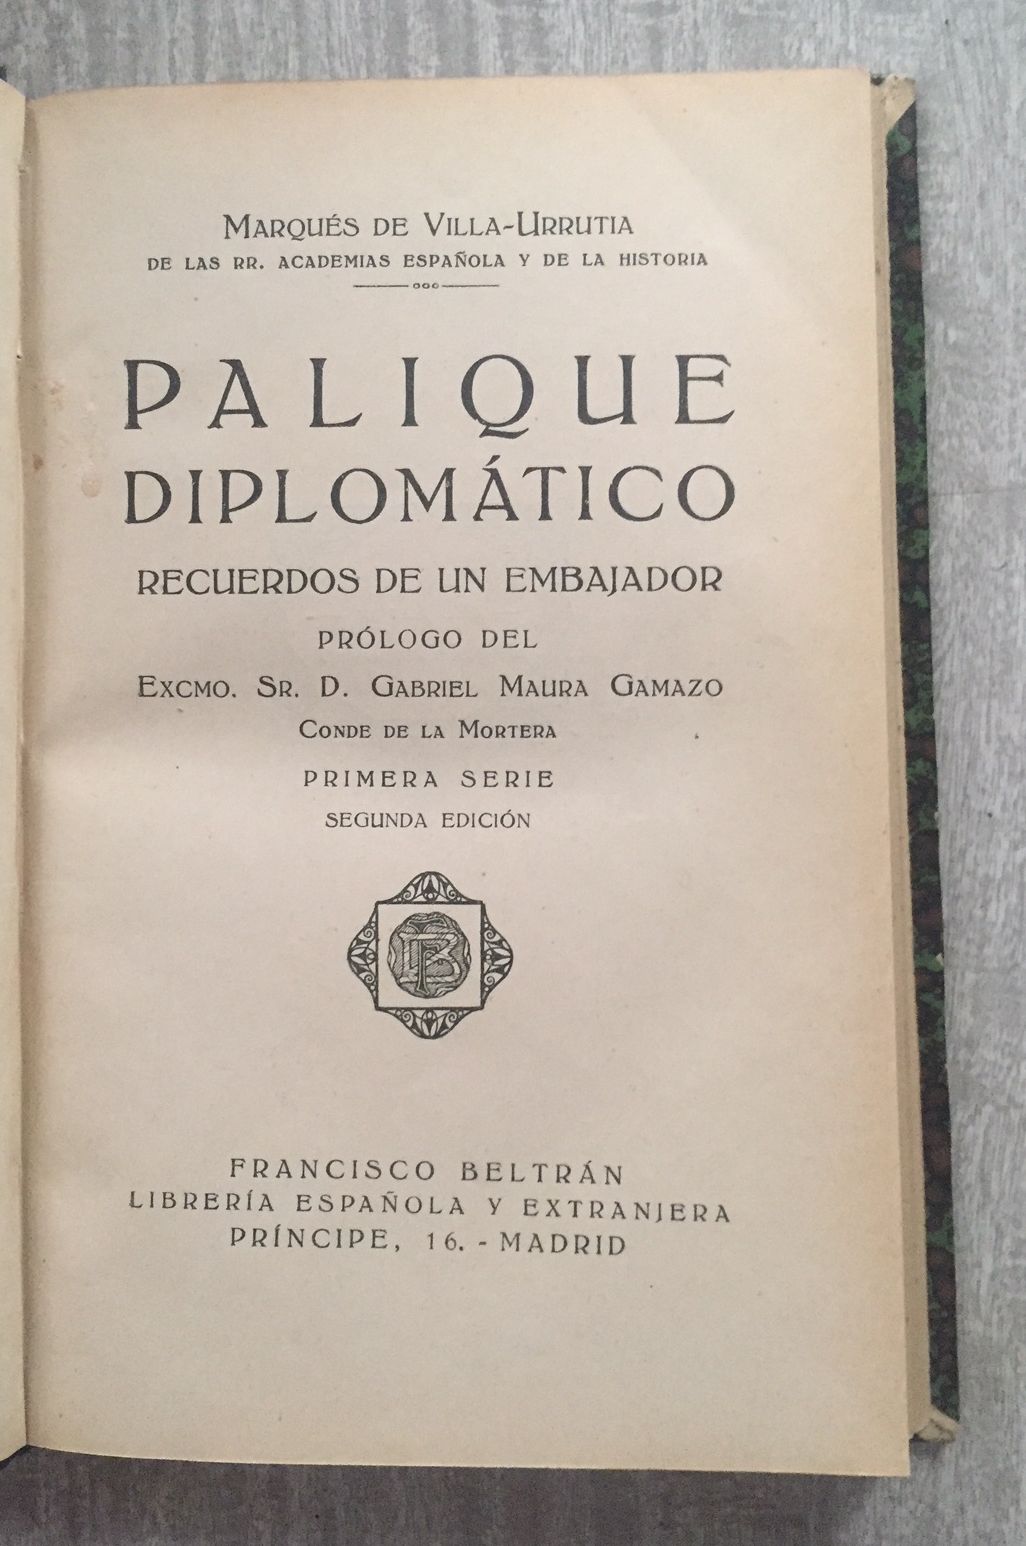 Marqués de Villa-Urrutia
DE LAS RR. ACADEMIAS ESPAÑOLA Y DE LA HISTORIA
PALIQUE
DIPLOMÁTICO
RECUERDOS DE UN EMBAJADOR
PRÓLOGO DEL
Excmo. Sr. D. Gabriel Maura Gamazo
Conde de la Mortera
PRIMERA SERIE
SEGUNDA EDICIÓN
FB
FRANCISCO BELTRÁN
LIBRERÍA ESPAÑOLA Y EXTRANJERA
PRÍNCIPE, 16. - MADRID